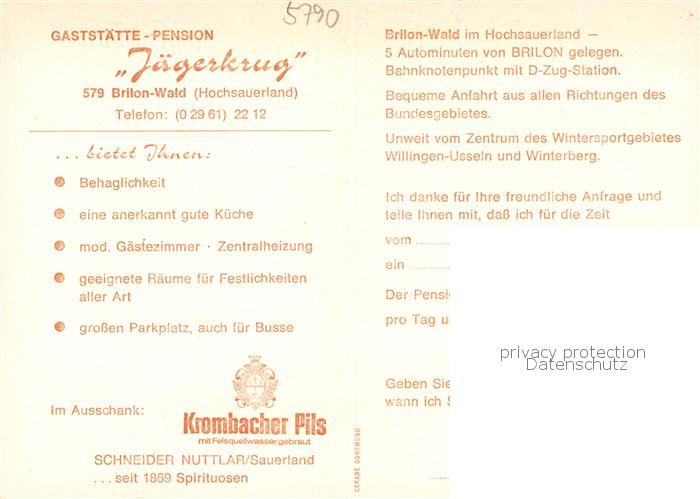 5790
GASTSTÄTTE - PENSION
„Jägerkrug"
579 Brilon-Wald (Hochsauerland)
Telefon: (0 29 61) 22 12
... bietet Ihnen:
Behaglichkeit
eine anerkannt gute Küche
mod. Gästezimmer · Zentralheizung
geeignete Räume für Festlichkeiten
aller Art
großen Parkplatz, auch für Busse
Im Ausschank:
Krombacher Pils
mit Felsquellwasser gebraut
SCHNEIDER NUTTLAR/Sauerland
... seit 1869 Spirituosen
CEKADE DORTMUND
Brilon-Wald im Hochsauerland —
5 Autominuten von BRILON gelegen.
Bahnknotenpunkt mit D-Zug-Station.
Bequeme Anfahrt aus allen Richtungen des
Bundesgebietes.
Unweit vom Zentrum des Wintersportgebietes
Willingen-Usseln und Winterberg.
Ich danke für Ihre freundliche Anfrage und
teile Ihnen mit, daß ich für die Zeit
vom
ein
Der Pensi
pro Tag u
Geben Sie
wann ich S
privacy protection
Datenschutz